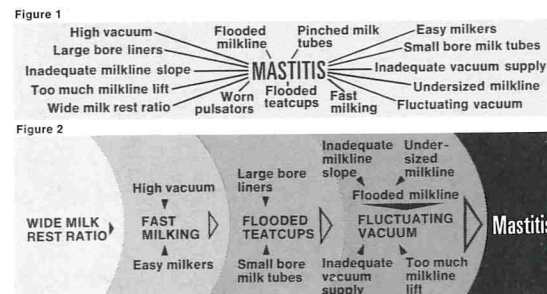 Figure 1
High vacuum
Large bore liners
Inadequate milkline slope
Too much milkline lift
Wide milk rest ratio
Flooded
milkline
Pinched milk
tubes
MASTITIS
Worn
pulsators
Flooded
teatcups
Fast
milking
Easy milkers
Small bore milk tubes
Inadequate vacuum supply
Undersized milkline
Fluctuating vacuum
Figure 2
WIDE MILK
REST RATIO
High vacuum
FAST
MILKING
Easy milkers
Large bore
liners
FLOODED
TEATCUPS
Small bore
milk tubes
Inadequate
milkline
slope
Under-
sized
milkline
Flooded milkline
FLUCTUATING
VACUUM
Inadequate
vacuum
supply
Too much
milkline
lift
Mastitis